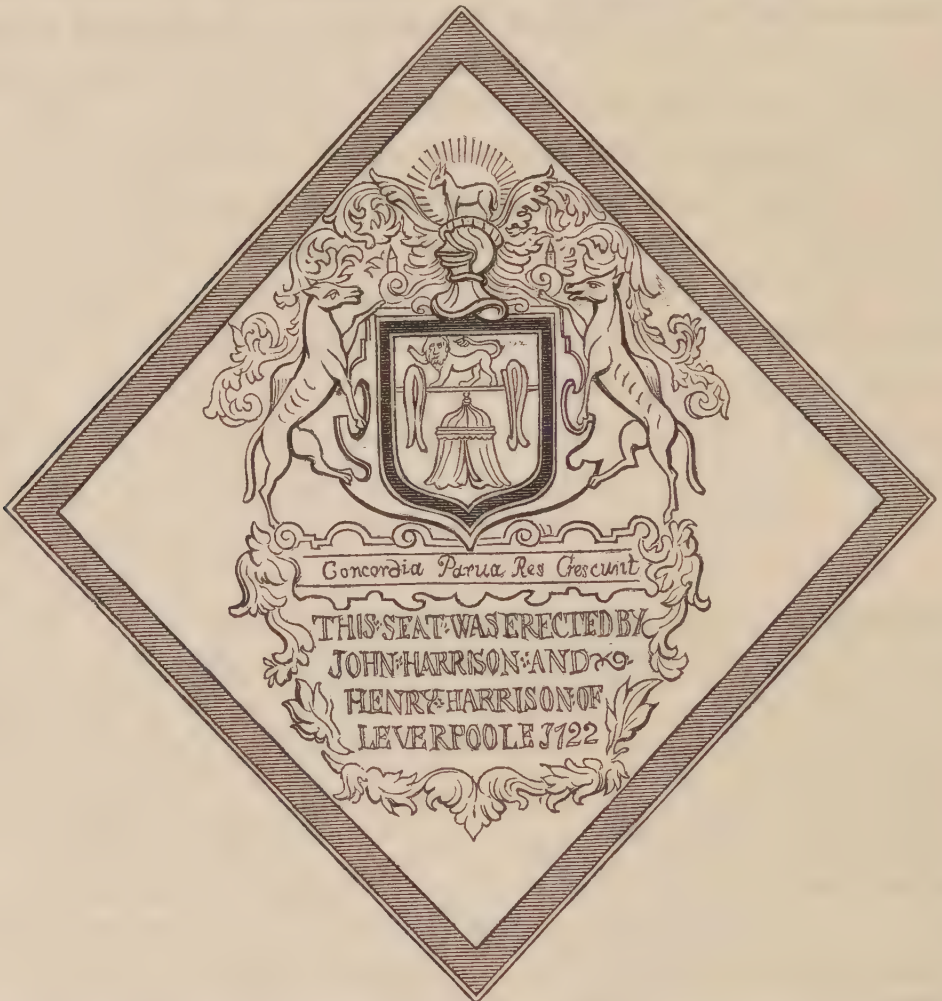 Concordia Parua Res Crescunt
THIS SEAT WAS ERECTED BY
JOHN HARRISON AND
HENRY HARRISON OF
LEVERPOOLE 1722